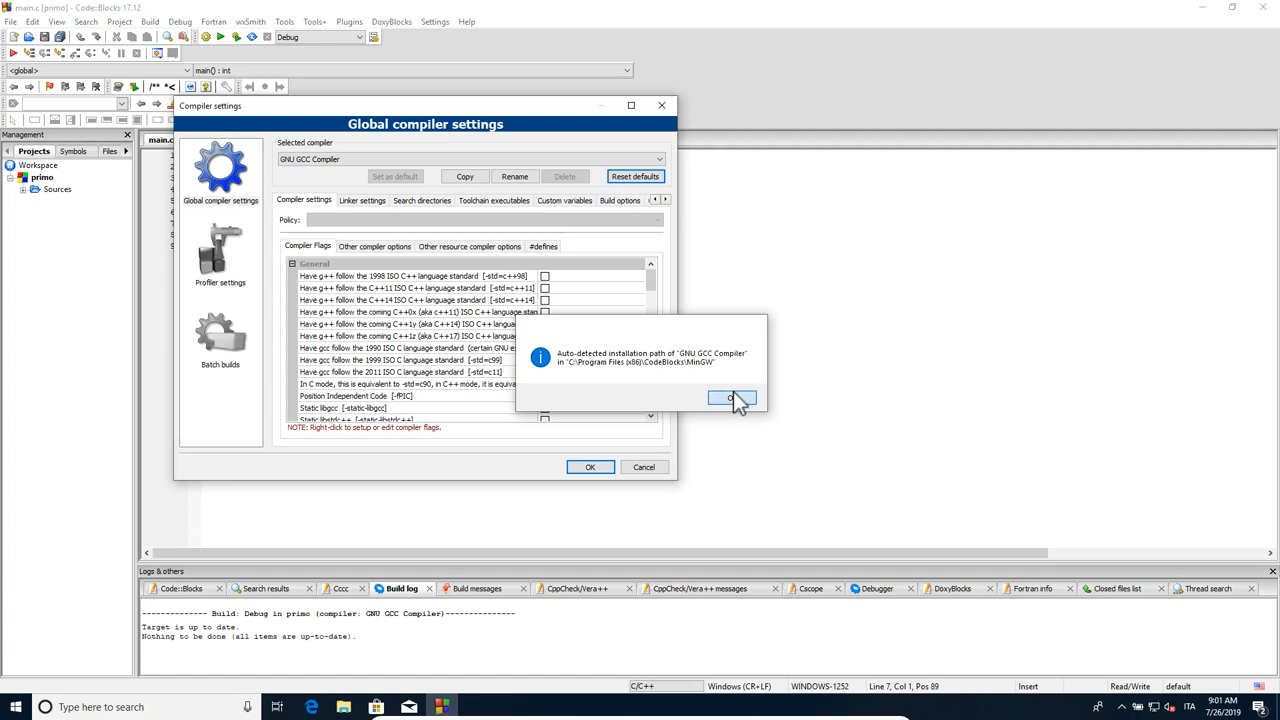 main.c [primo] - Code::Blocks 17.12
File Edit View Search Project Build Debug Fortran wxSmith Tools Tools+ Plugins DoxyBlocks Settings Help
Debug
<global> main() : int
/** *<
Management
Projects Symbols Files
Workspace
primo
Sources
main.c
Compiler settings
Global compiler settings
Global compiler settings
Profiler settings
Batch builds
Selected compiler
GNU GCC Compiler
Set as default Copy Rename Delete Reset defaults
Compiler settings Linker settings Search directories Toolchain executables Custom variables Build options
Policy:
Compiler Flags Other compiler options Other resource compiler options #defines
General
Have g++ follow the 1998 ISO C++ language standard [-std=c++98]
Have g++ follow the C++11 ISO C++ language standard [-std=c++11]
Have g++ follow the C++14 ISO C++ language standard [-std=c++14]
Have g++ follow the coming C++0x (aka c++11) ISO C++ language stan
Have g++ follow the coming C++1y (aka C++14) ISO C++ langua
Have g++ follow the coming C++1z (aka C++17) ISO C++ langua
Have gcc follow the 1990 ISO C language standard (certain GNU ex
Have gcc follow the 1999 ISO C language standard [-std=c99]
Have gcc follow the 2011 ISO C language standard [-std=c11]
In C mode, this is equivalent to -std=c90, in C++ mode, it is equiva
Position Independent Code [-fPIC]
Static libgcc [-static-libgcc]
Static libstdc++ [-static-libstdc++]
NOTE: Right-click to setup or edit compiler flags.
OK Cancel
Auto-detected installation path of "GNU GCC Compiler"
in "C:\Program Files (x86)\CodeBlocks\MinGW"
Logs & others
Code::Blocks Search results Cccc Build log Build messages CppCheck/Vera++ CppCheck/Vera++ messages Cscope Debugger DoxyBlocks Fortran info Closed files list Thread search
-------------- Build: Debug in primo (compiler: GNU GCC Compiler)---------------
Target is up to date.
Nothing to be done (all items are up-to-date).
C/C++ Windows (CR+LF) WINDOWS-1252 Line 7, Col 1, Pos 89 Insert Read/Write default
Type here to search
ITA
9:01 AM
7/26/2019